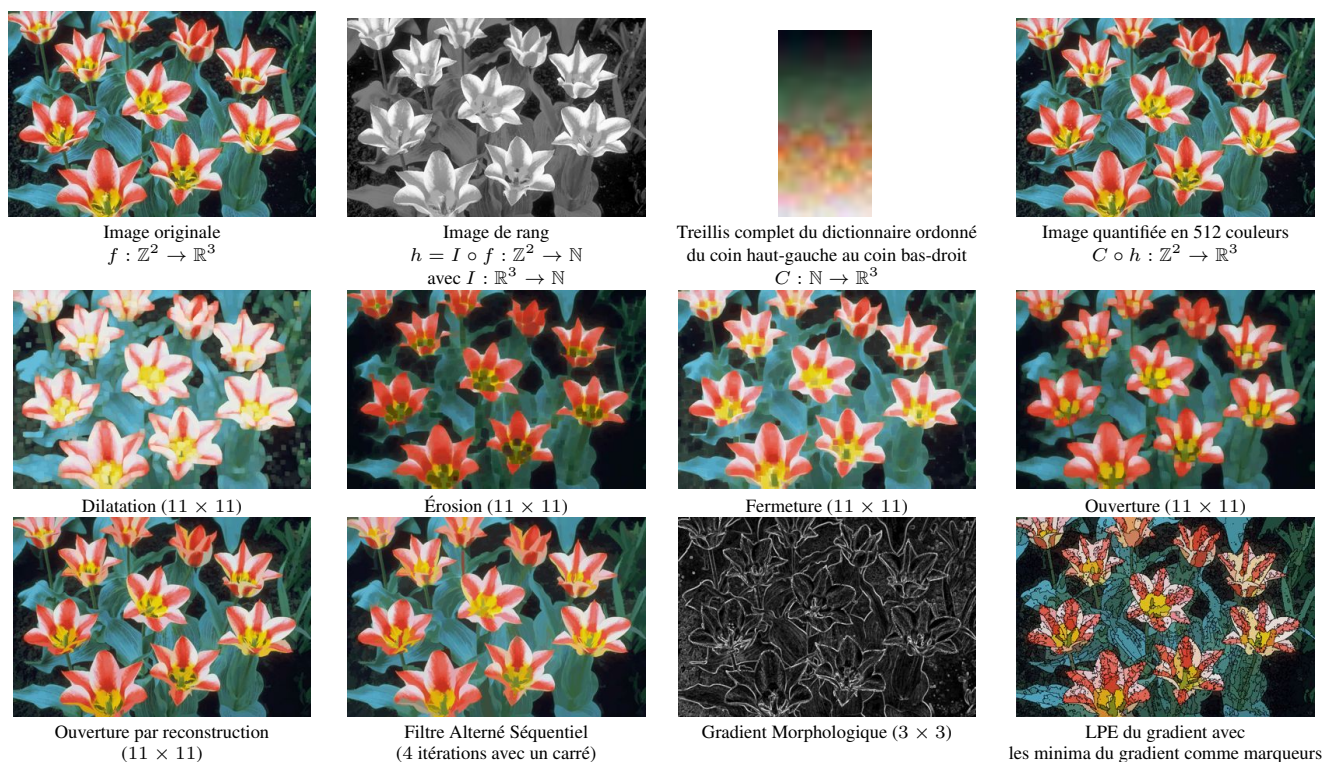 Image originale
f : ℤ² → ℝ³
Image de rang
h = I ∘ f : ℤ² → ℕ
avec I : ℝ³ → ℕ
Treillis complet du dictionnaire ordonné
du coin haut-gauche au coin bas-droit
C : ℕ → ℝ³
Image quantifiée en 512 couleurs
C ∘ h : ℤ² → ℝ³
Dilatation (11 × 11)
Érosion (11 × 11)
Fermeture (11 × 11)
Ouverture (11 × 11)
Ouverture par reconstruction
(11 × 11)
Filtre Alterné Séquentiel
(4 itérations avec un carré)
Gradient Morphologique (3 × 3)
LPE du gradient avec
les minima du gradient comme marqueurs